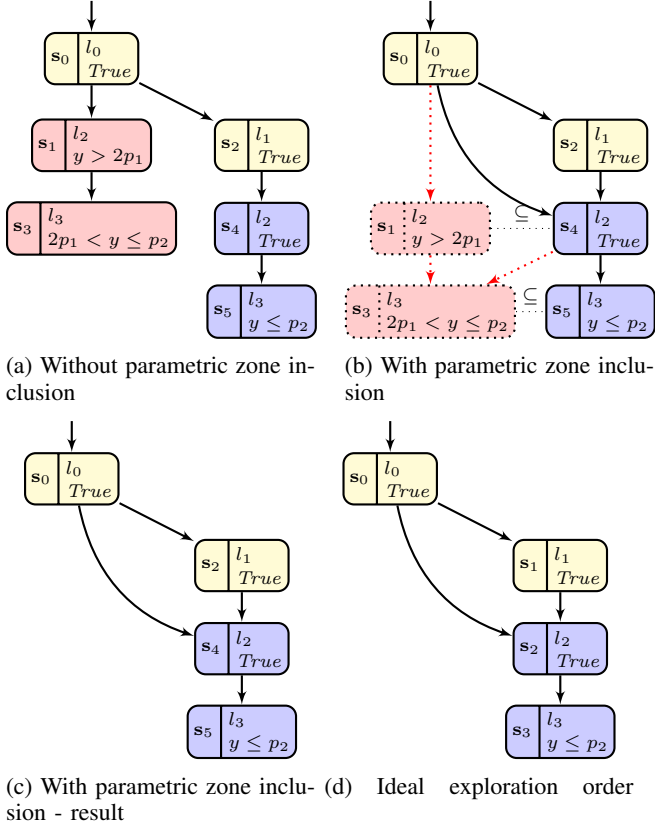 s0 l0
True
s1 l2
y > 2p1
s2 l1
True
s3 l3
2p1 < y ≤ p2
s4 l2
True
s5 l3
y ≤ p2
(a) Without parametric zone in-
clusion
s0 l0
True
s2 l1
True
s1 l2
y > 2p1
⊆
s4 l2
True
s3 l3
2p1 < y ≤ p2
⊆
s5 l3
y ≤ p2
(b) With parametric zone inclu-
sion
s0 l0
True
s2 l1
True
s4 l2
True
s5 l3
y ≤ p2
(c) With parametric zone inclu-
sion - result
s0 l0
True
s1 l1
True
s2 l2
True
s3 l3
y ≤ p2
(d) Ideal exploration order